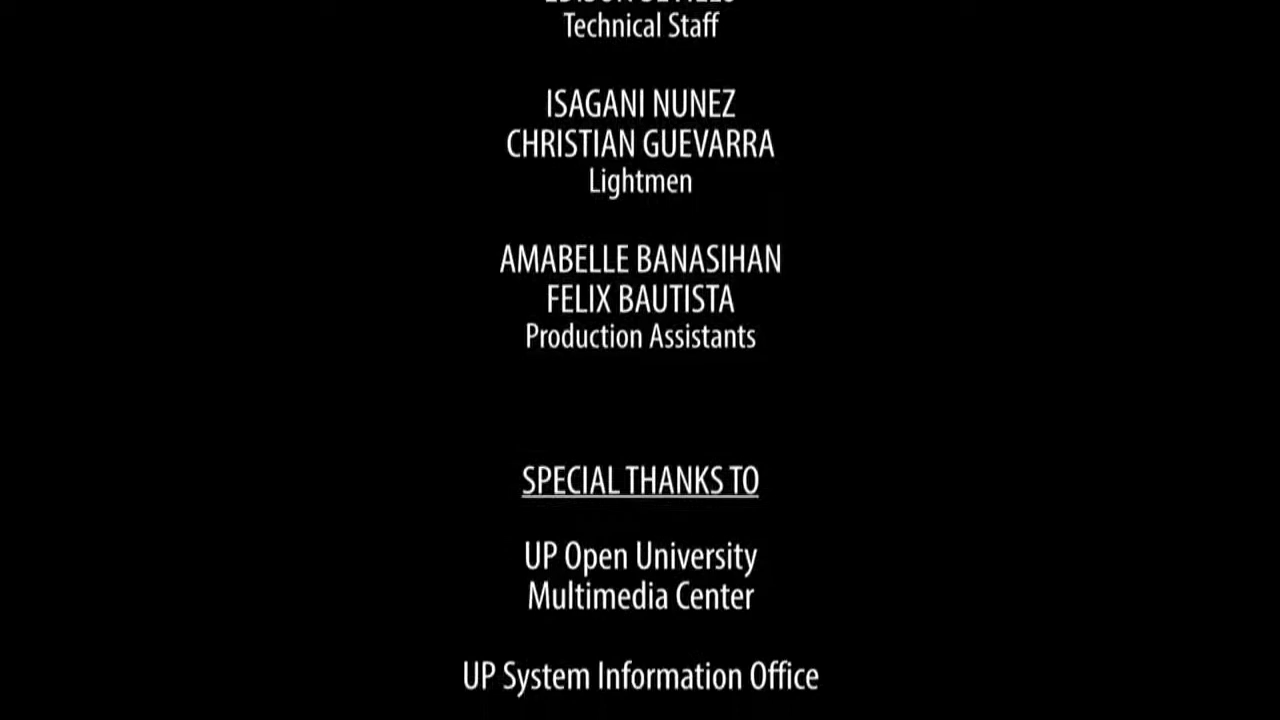 Technical Staff
ISAGANI NUNEZ
CHRISTIAN GUEVARRA
Lightmen
AMABELLE BANASIHAN
FELIX BAUTISTA
Production Assistants
SPECIAL THANKS TO
UP Open University
Multimedia Center
UP System Information Office